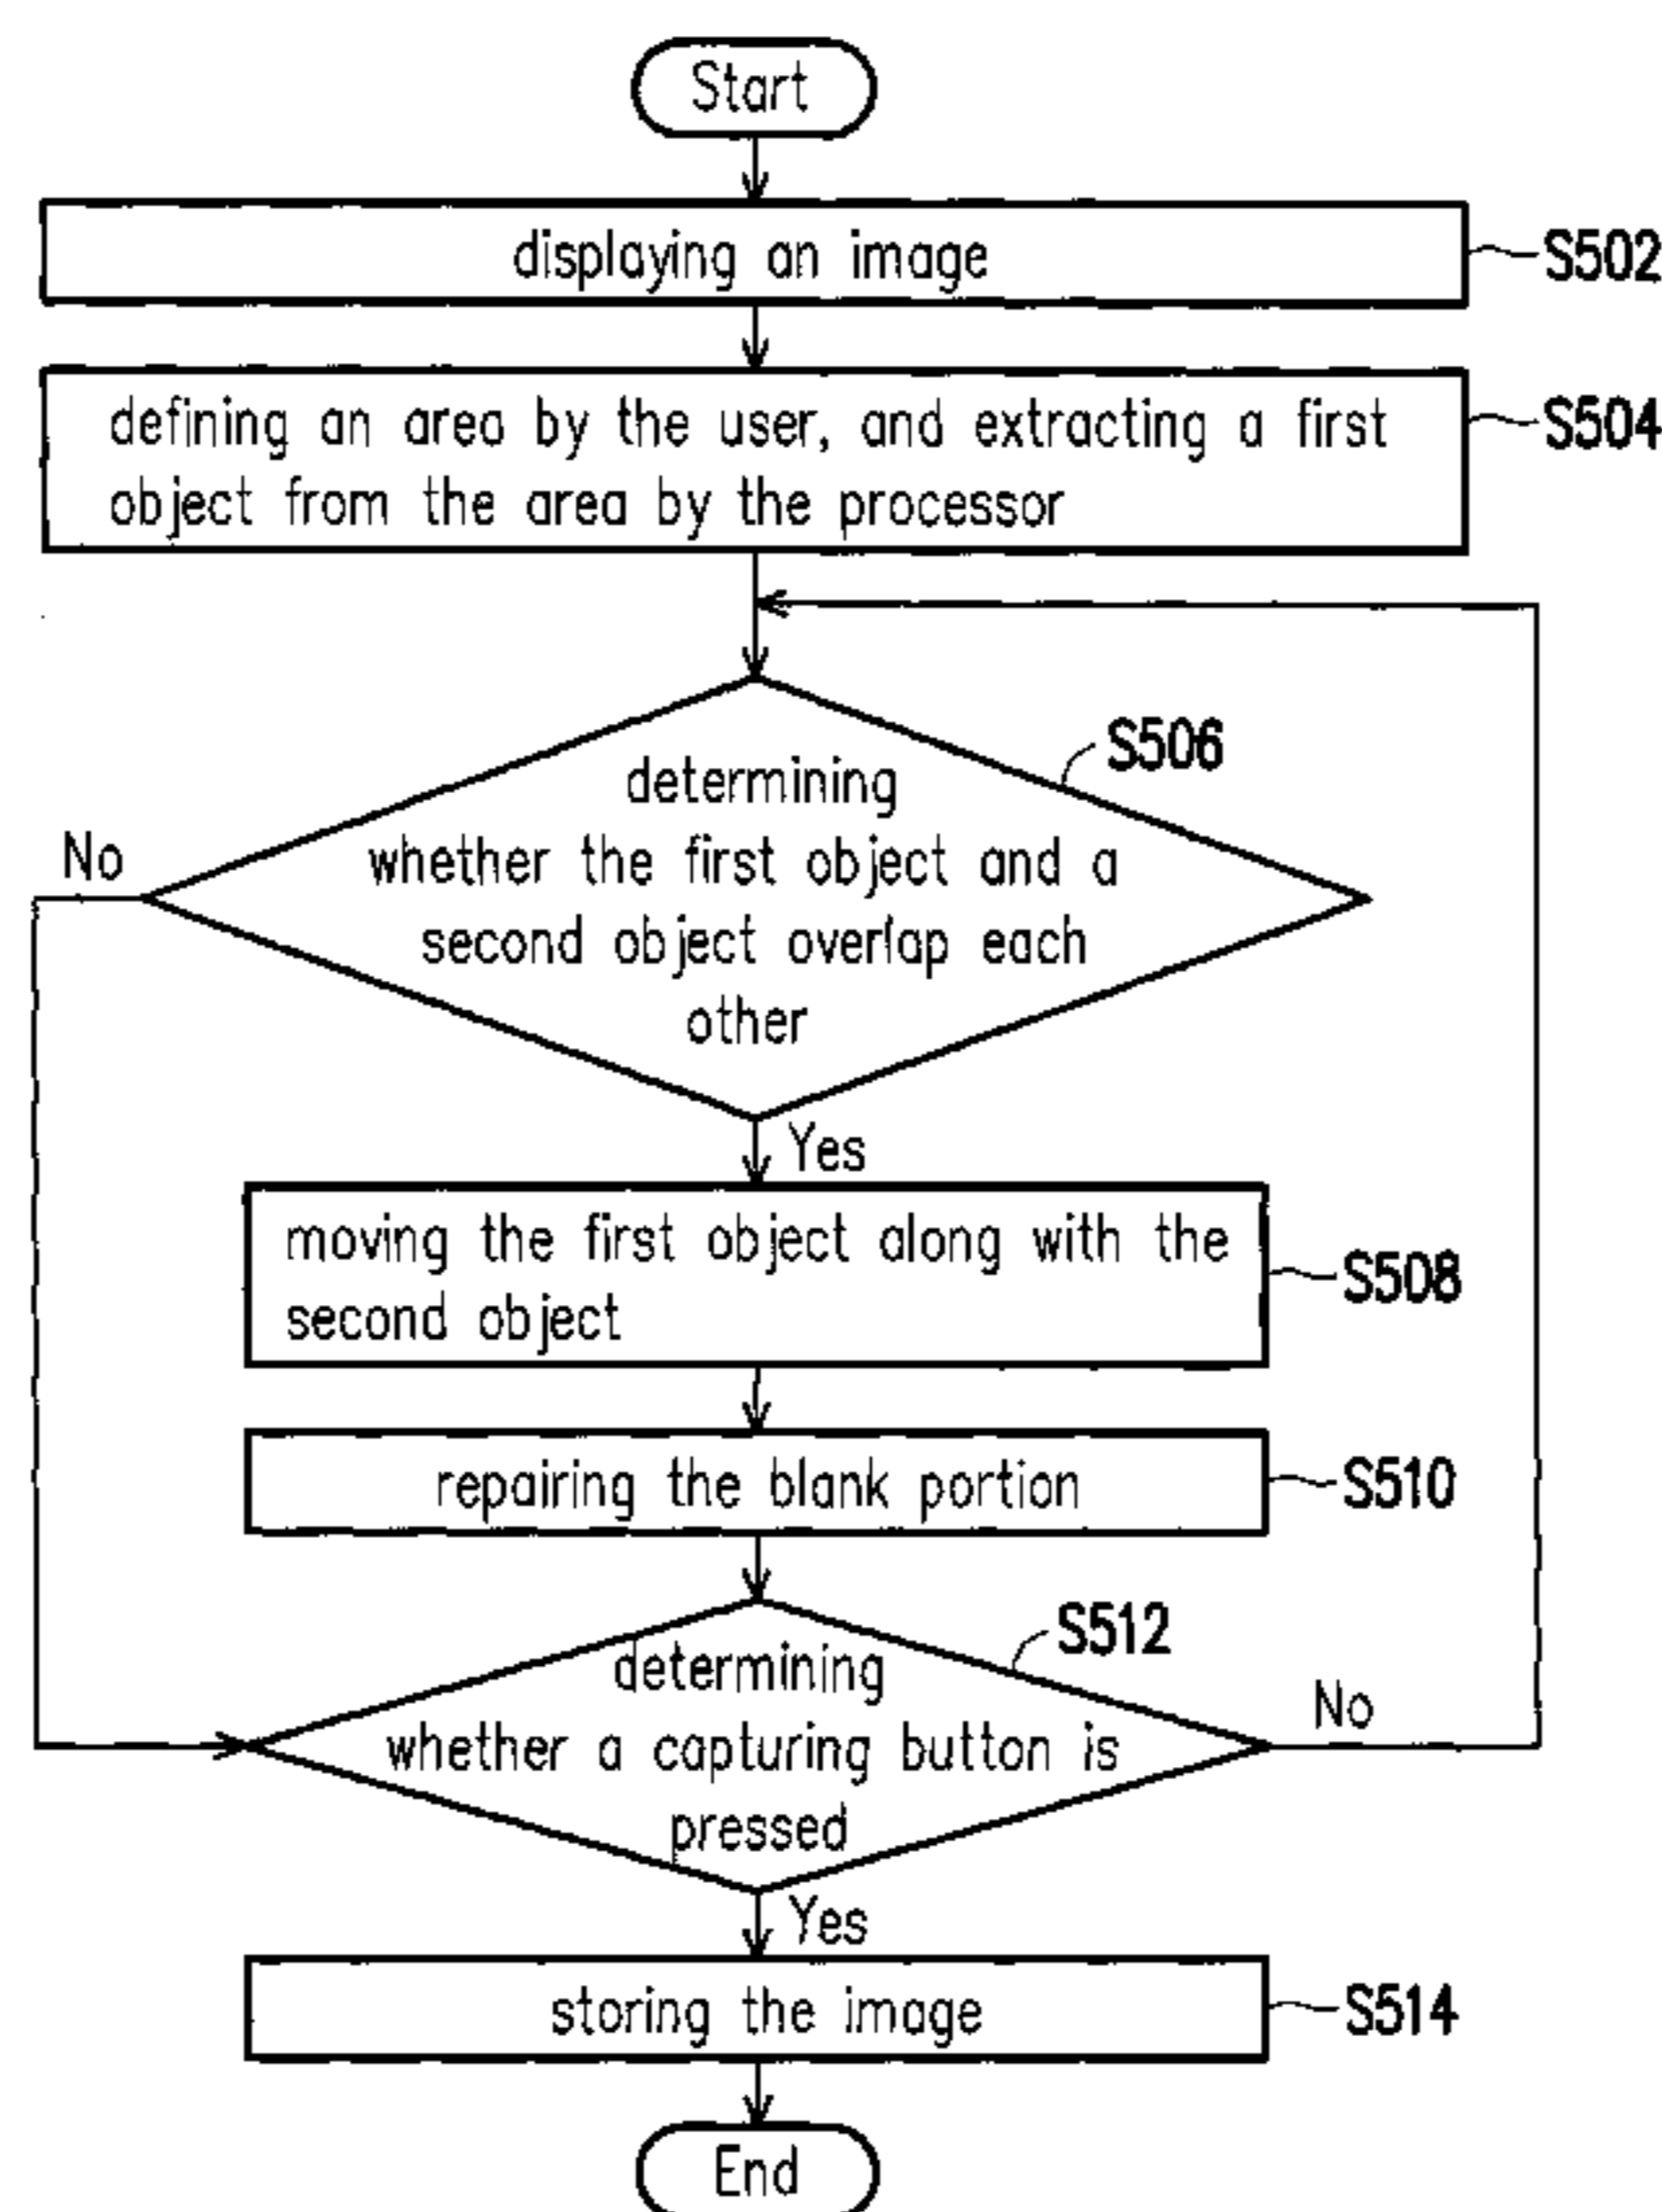 Start
displaying an image
S502
defining an area by the user, and extracting a first
object from the area by the processor
S504
S506
determining
whether the first object and a
second object overlap each
other
No
Yes
moving the first object along with the
second object
S508
repairing the blank portion
S510
S512
determining
whether a capturing button is
pressed
No
Yes
storing the image
S514
End